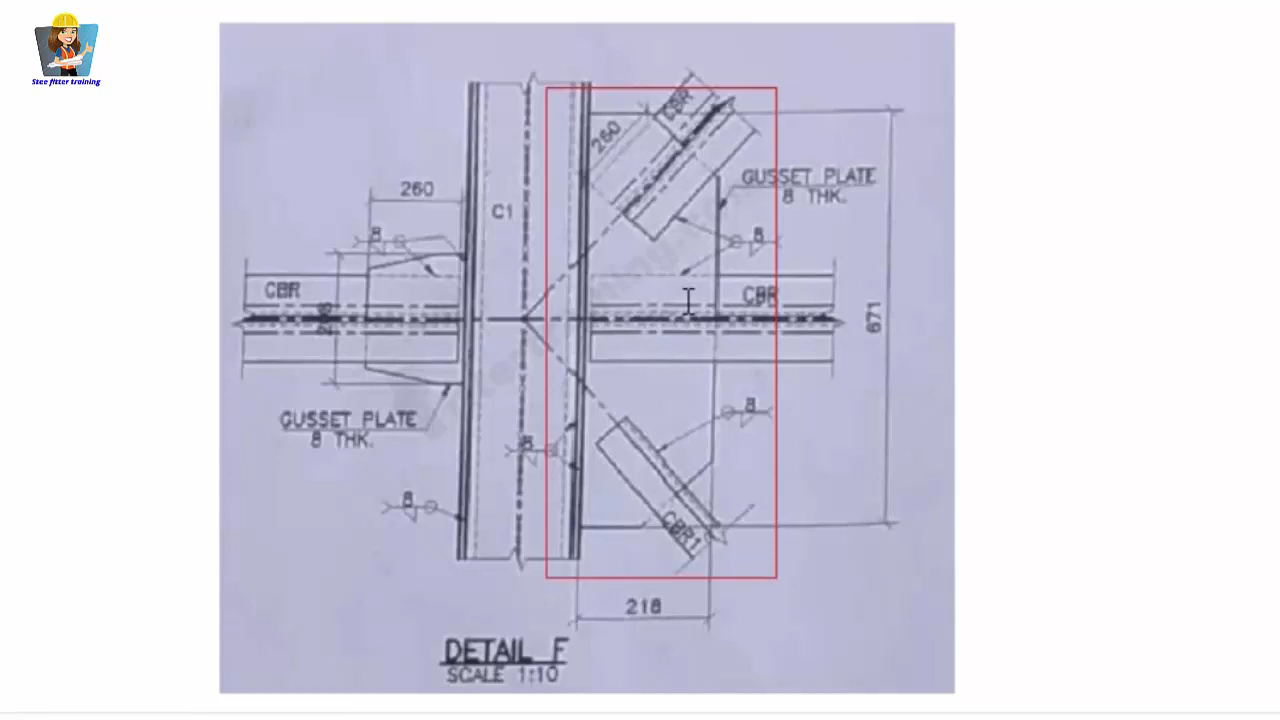 Stee fitter training
CBR
260
GUSSET PLATE
8 THK.
260
C1
8
8
CBR
CBR
671
GUSSET PLATE
8 THK.
8
8
8
CBR1
218
DETAIL F
SCALE 1:10